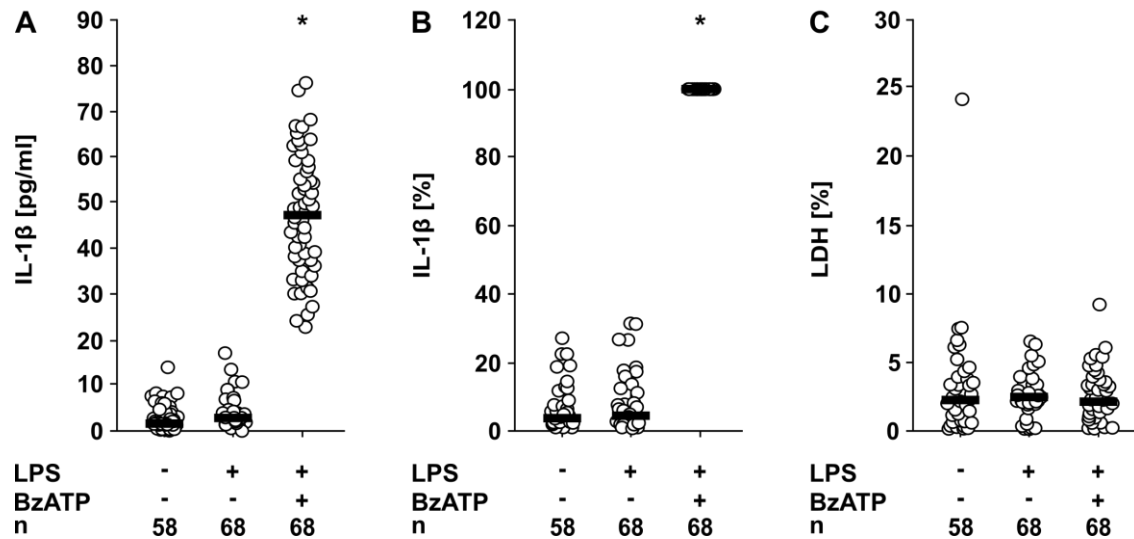 A
IL-1β [pg/ml]
90
80
70
60
50
40
30
20
10
0
*
LPS - + +
BzATP - - +
n 58 68 68
B
IL-1β [%]
120
100
80
60
40
20
0
*
LPS - + +
BzATP - - +
n 58 68 68
C
LDH [%]
30
25
20
15
10
5
0
LPS - + +
BzATP - - +
n 58 68 68